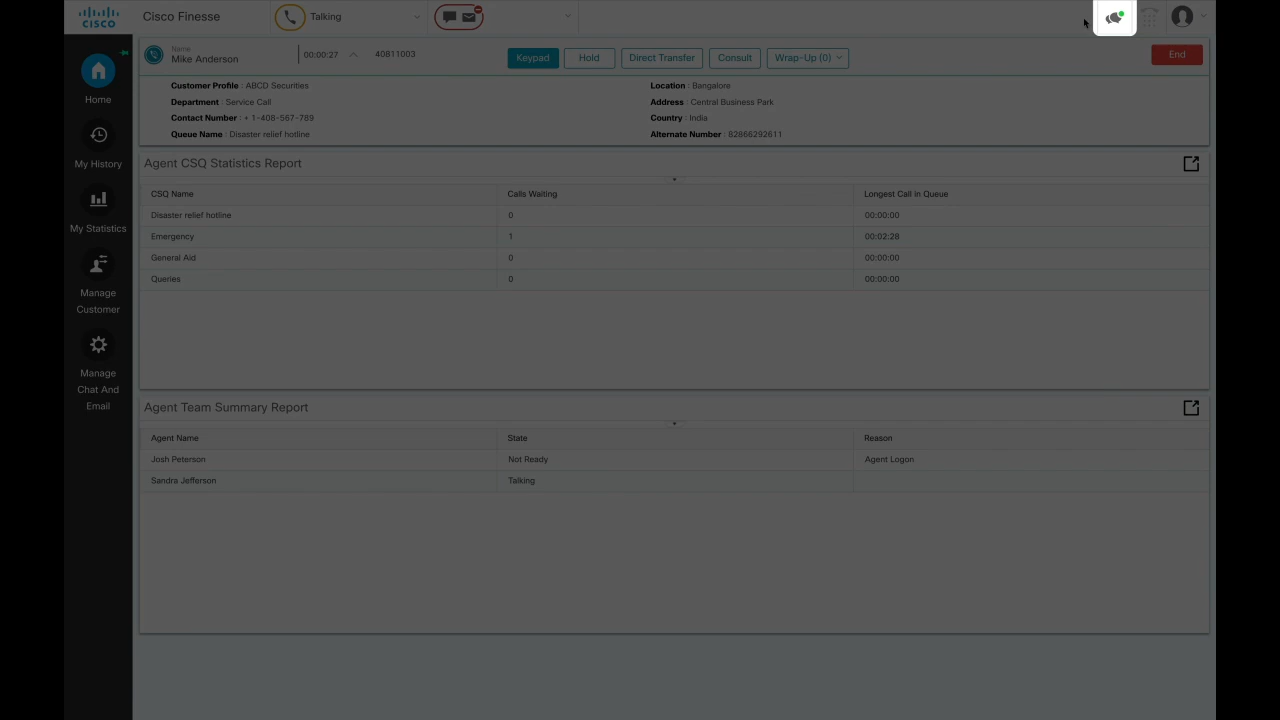 CISCO
Cisco Finesse
Talking
Name
Mike Anderson
00:00:27
40811003
Keypad
Hold
Direct Transfer
Consult
Wrap-Up (0)
End
Customer Profile : ABCD Securities
Location : Bangalore
Department : Service Call
Address : Central Business Park
Contact Number : + 1-408-567-789
Country : India
Queue Name : Disaster relief hotline
Alternate Number : 82866292611
Home
My History
My Statistics
Manage
Customer
Manage
Chat And
Email
Agent CSQ Statistics Report
CSQ Name Calls Waiting Longest Call in Queue
Disaster relief hotline 0 00:00:00
Emergency 1 00:02:28
General Aid 0 00:00:00
Queries 0 00:00:00
Agent Team Summary Report
Agent Name State Reason
Josh Peterson Not Ready Agent Logon
Sandra Jefferson Talking